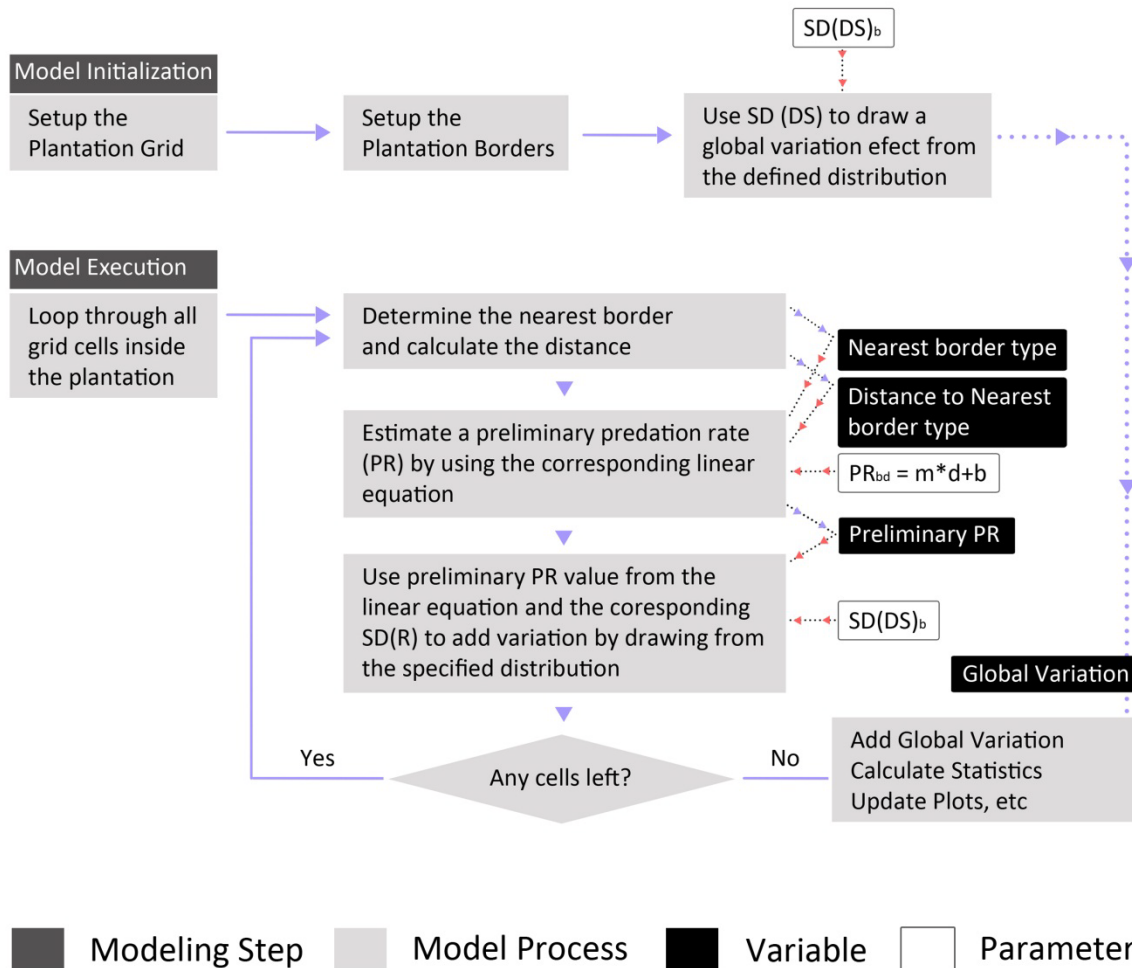 SD(DS)b
Model Initialization
Setup the
Plantation Grid
Setup the
Plantation Borders
Use SD (DS) to draw a
global variation efect from
the defined distribution
Model Execution
Loop through all
grid cells inside
the plantation
Determine the nearest border
and calculate the distance
Nearest border type
Distance to Nearest
border type
Estimate a preliminary predation rate
(PR) by using the corresponding linear
equation
PRbd = m*d+b
Preliminary PR
Use preliminary PR value from the
linear equation and the coresponding
SD(R) to add variation by drawing from
the specified distribution
SD(DS)b
Global Variation
Yes
Any cells left?
No
Add Global Variation
Calculate Statistics
Update Plots, etc
Modeling Step
Model Process
Variable
Parameter